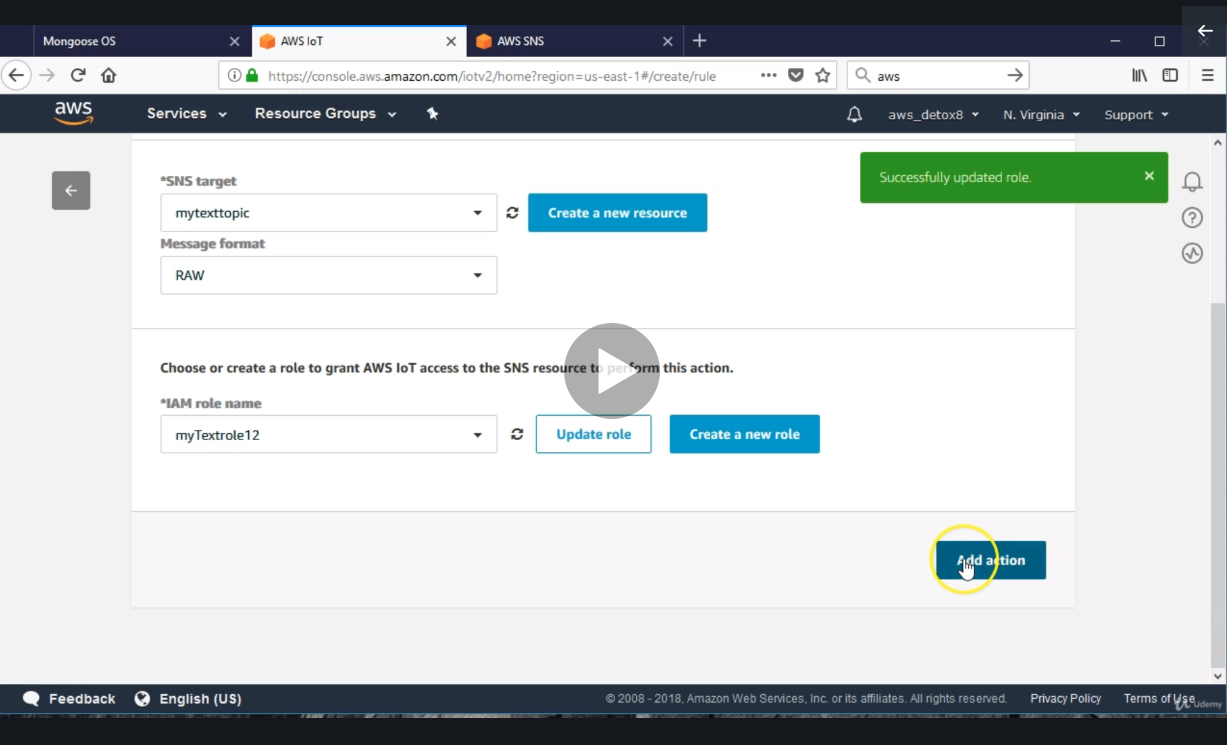 Mongoose OS
AWS IoT
AWS SNS
https://console.aws.amazon.com/iotv2/home?region=us-east-1#/create/rule
aws
aws
Services
Resource Groups
aws_detox8
N. Virginia
Support
*SNS target
Successfully updated role.
mytexttopic
Create a new resource
Message format
RAW
Choose or create a role to grant AWS IoT access to the SNS resource to perform this action.
*IAM role name
myTextrole12
Update role
Create a new role
Add action
Feedback
English (US)
© 2008 - 2018, Amazon Web Services, Inc. or its affiliates. All rights reserved.
Privacy Policy
Terms of Use
Udemy